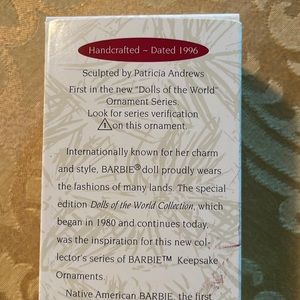 Handcrafted – Dated 1996
Sculpted by Patricia Andrews
First in the new "Dolls of the World"
Ornament Series.
Look for series verification
on this ornament.
Internationally known for her charm
and style, BARBIE® doll proudly wears
the fashions of many lands. The special
edition Dolls of the World Collection, which
began in 1980 and continues today,
was the inspiration for this new col-
lector's series of BARBIE™ Keepsake
Ornaments.
Native American BARBIE, the first